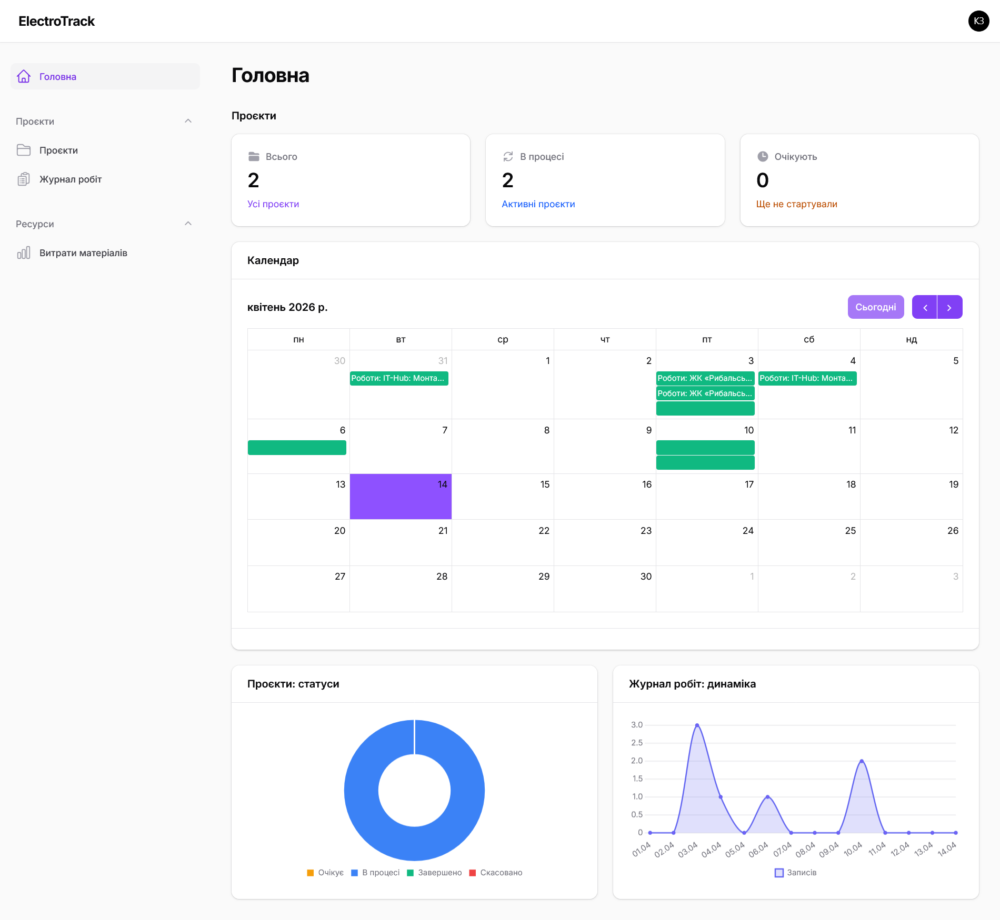 ElectroTrack
КЗ
Головна
Проєкти
Проєкти
Журнал робіт
Ресурси
Витрати матеріалів
Головна
Проєкти
Всього
2
Усі проєкти
В процесі
2
Активні проєкти
Очікують
0
Ще не стартували
Календар
квітень 2026 р.
Сьогодні
пн вт ср чт пт сб нд
30 31 1 2 3 4 5
Роботи: IT-Hub: Монта... Роботи: ЖК «Рибальсь... Роботи: IT-Hub: Монта...
Роботи: ЖК «Рибальсь...
6 7 8 9 10 11 12
13 14 15 16 17 18 19
20 21 22 23 24 25 26
27 28 29 30 1 2 3
Проєкти: статуси
Очікує В процесі Завершено Скасовано
Журнал робіт: динаміка
3.0
2.5
2.0
1.5
1.0
0.5
0
01.04 02.04 03.04 04.04 05.04 06.04 07.04 08.04 09.04 10.04 11.04 12.04 13.04 14.04
Записів